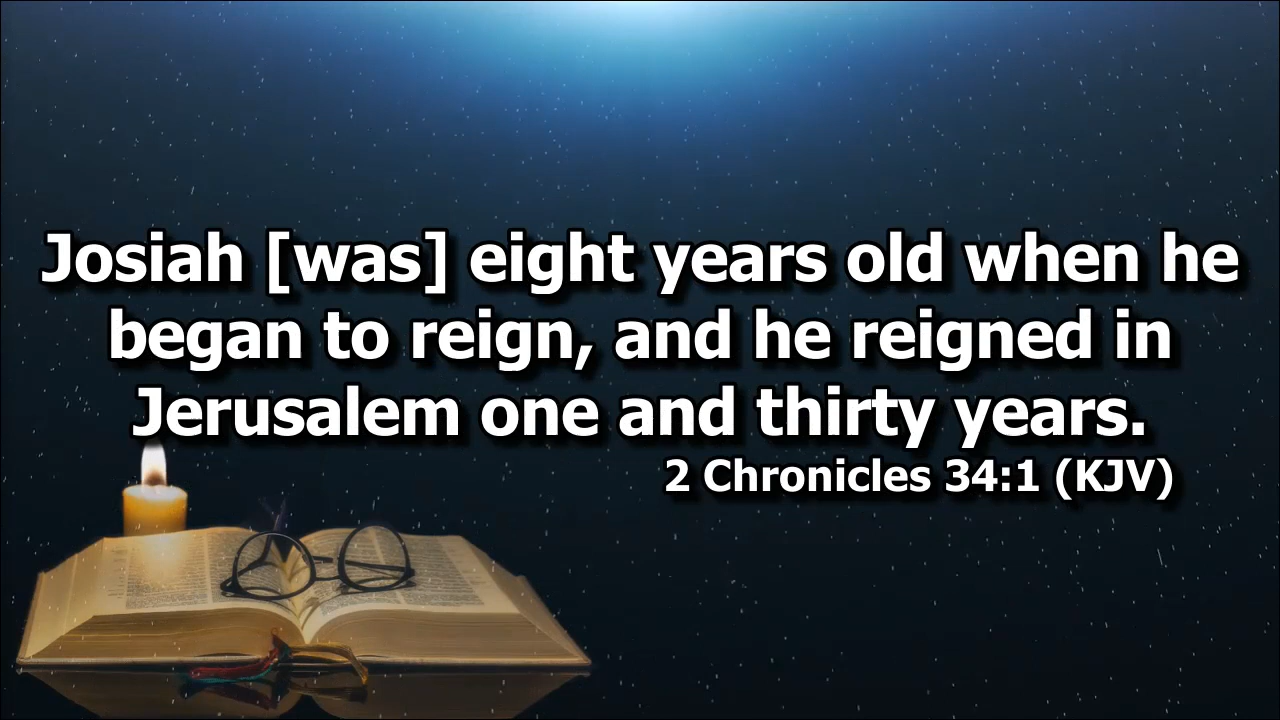 Josiah [was] eight years old when he
began to reign, and he reigned in
Jerusalem one and thirty years.
2 Chronicles 34:1 (KJV)